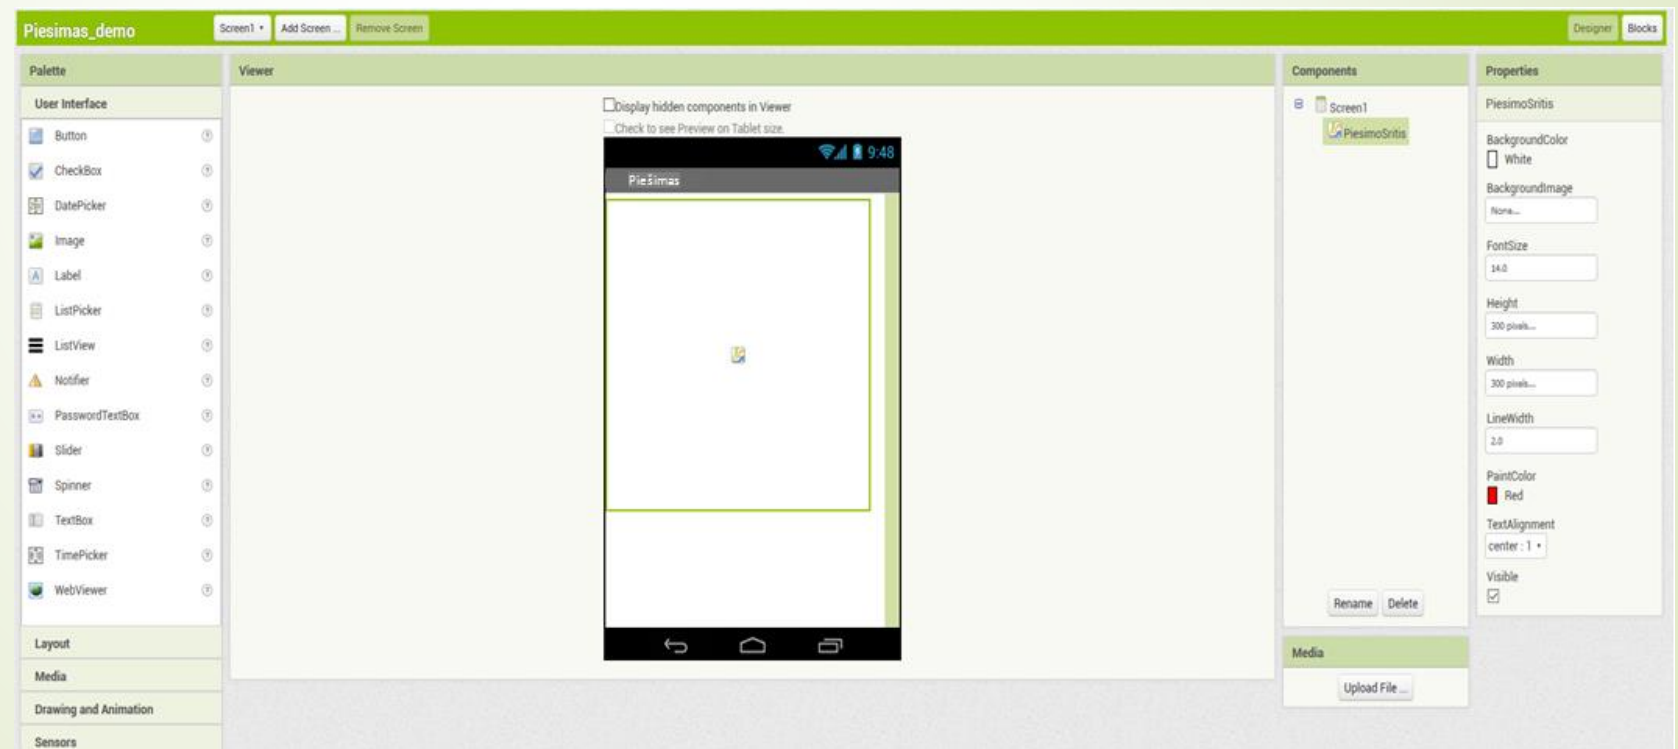 Piesimas_demo
Screen1
Add Screen ...
Remove Screen
Designer
Blocks
Palette
User Interface
Button
CheckBox
DatePicker
Image
Label
ListPicker
ListView
Notifier
PasswordTextBox
Slider
Spinner
TextBox
TimePicker
WebViewer
Layout
Media
Drawing and Animation
Sensors
Viewer
Display hidden components in Viewer
Check to see Preview on Tablet size.
9:48
Piešimas
Components
Screen1
PiesimoSritis
Rename
Delete
Media
Upload File ...
Properties
PiesimoSritis
BackgroundColor
White
BackgroundImage
None...
FontSize
14.0
Height
300 pixels...
Width
300 pixels...
LineWidth
2.0
PaintColor
Red
TextAlignment
center : 1
Visible